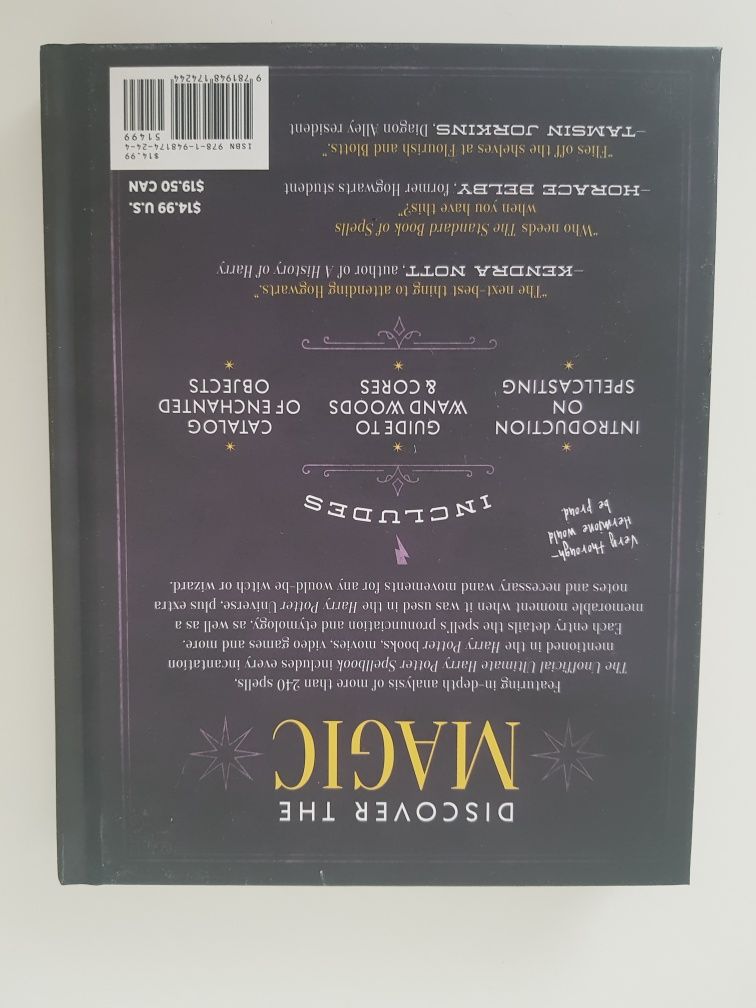 DISCOVER THE
MAGIC
Featuring in-depth analysis of more than 240 spells,
The Unofficial Ultimate Harry Potter Spellbook includes every incantation
mentioned in the Harry Potter books, movies, video games and more.
Each entry details the spell's pronunciation and etymology, as well as a
memorable moment when it was used in the Harry Potter Universe, plus extra
notes and necessary wand movements for any would-be witch or wizard.
Very thorough—
Hermione would
be proud.
INCLUDES
INTRODUCTION
ON
SPELLCASTING
GUIDE TO
WAND WOODS
& CORES
CATALOG
OF ENCHANTED
OBJECTS
"The next-best thing to attending Hogwarts."
—KENDRA NOTT, author of A History of Harry
"Who needs The Standard Book of Spells
when you have this?"
—HORACE BELBY, former Hogwarts student
"Flies off the shelves at Flourish and Blotts."
—TAMSIN JORKINS, Diagon Alley resident
$14.99 U.S.
$19.50 CAN
$14.99
ISBN 978-1-948174-24-4
51499
9 781948 174244